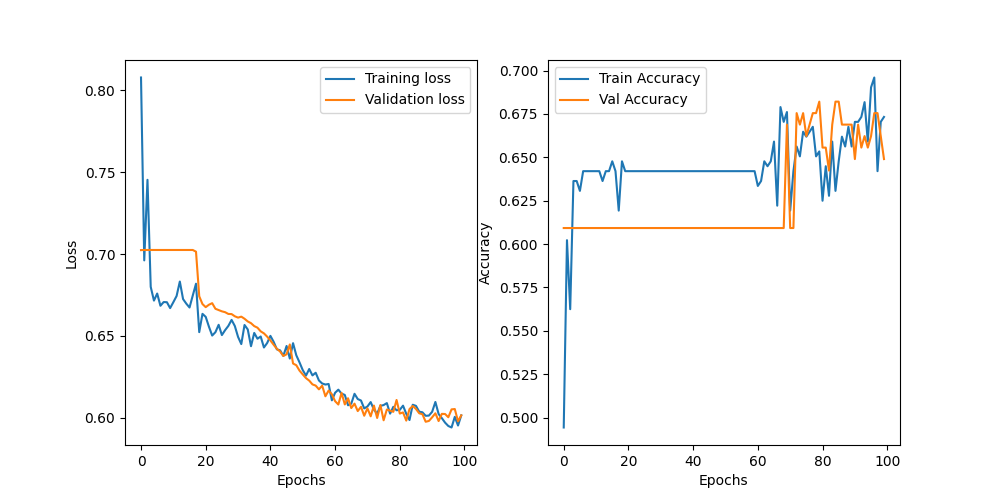 Training loss
Validation loss
0.80
0.75
0.70
0.65
0.60
Loss
0 20 40 60 80 100
Epochs
Train Accuracy
Val Accuracy
0.700
0.675
0.650
0.625
0.600
0.575
0.550
0.525
0.500
Accuracy
0 20 40 60 80 100
Epochs